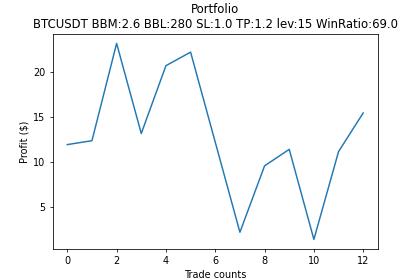 Portfolio
BTCUSDT BBM:2.6 BBL:280 SL:1.0 TP:1.2 lev:15 WinRatio:69.0
Profit ($)
20
15
10
5
0 2 4 6 8 10 12
Trade counts